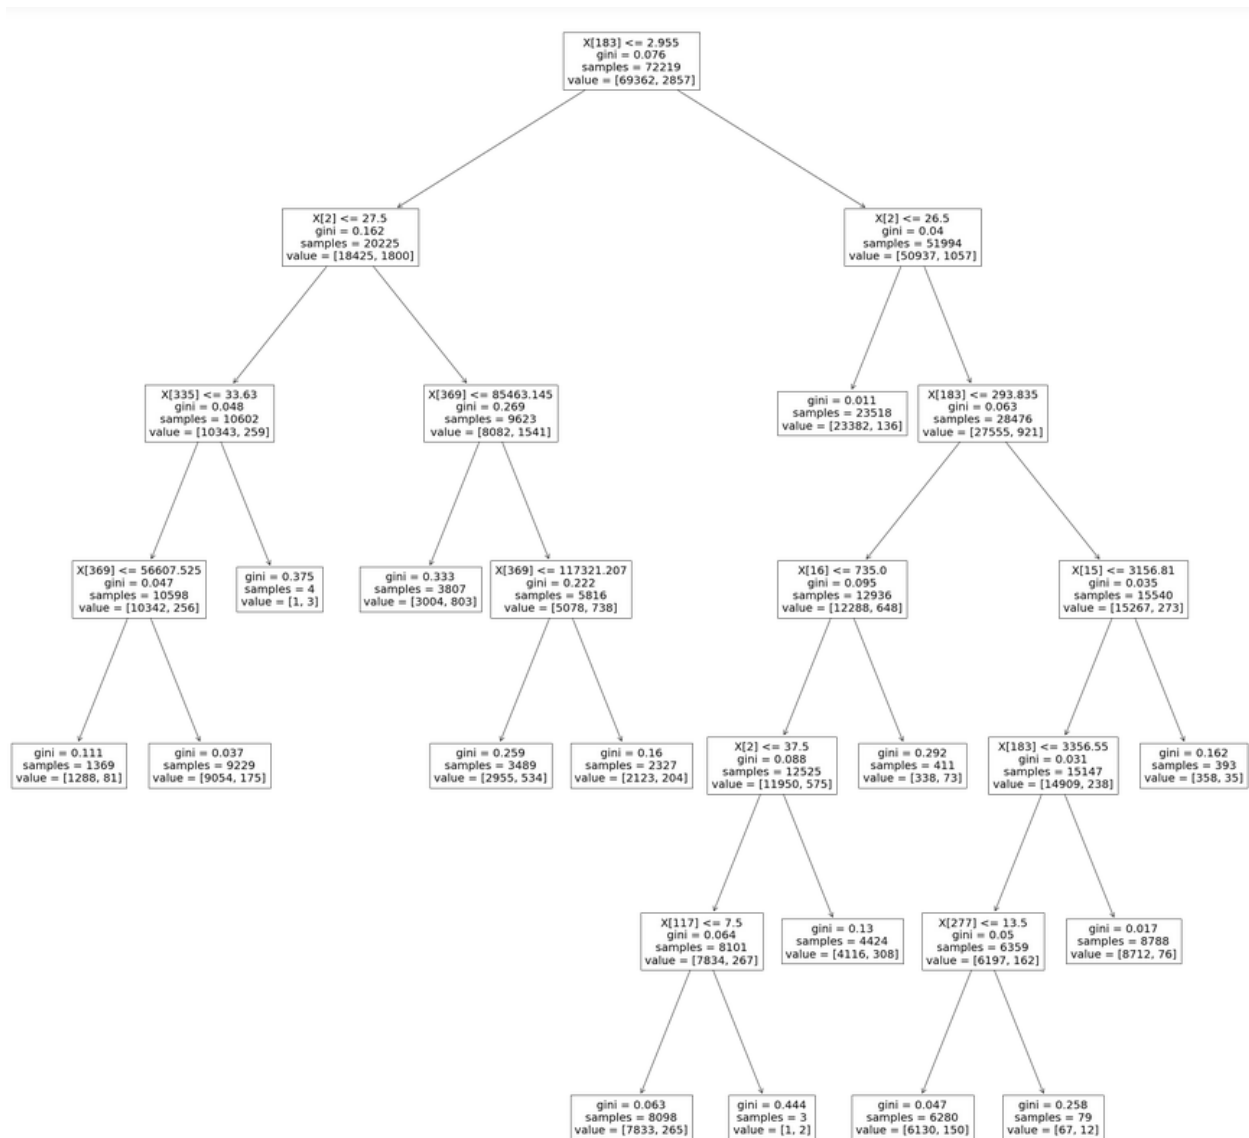 X[183] <= 2.955
gini = 0.076
samples = 72219
value = [69362, 2857]
X[2] <= 27.5
gini = 0.162
samples = 20225
value = [18425, 1800]
X[2] <= 26.5
gini = 0.04
samples = 51994
value = [50937, 1057]
X[335] <= 33.63
gini = 0.048
samples = 10602
value = [10343, 259]
X[369] <= 85463.145
gini = 0.269
samples = 9623
value = [8082, 1541]
gini = 0.011
samples = 23518
value = [23382, 136]
X[183] <= 293.835
gini = 0.063
samples = 28476
value = [27555, 921]
X[369] <= 56607.525
gini = 0.047
samples = 10598
value = [10342, 256]
gini = 0.375
samples = 4
value = [1, 3]
gini = 0.333
samples = 3807
value = [3004, 803]
X[369] <= 117321.207
gini = 0.222
samples = 5816
value = [5078, 738]
X[16] <= 735.0
gini = 0.095
samples = 12936
value = [12288, 648]
X[15] <= 3156.81
gini = 0.035
samples = 15540
value = [15267, 273]
gini = 0.111
samples = 1369
value = [1288, 81]
gini = 0.037
samples = 9229
value = [9054, 175]
gini = 0.259
samples = 3489
value = [2955, 534]
gini = 0.16
samples = 2327
value = [2123, 204]
X[2] <= 37.5
gini = 0.088
samples = 12525
value = [11950, 575]
gini = 0.292
samples = 411
value = [338, 73]
X[183] <= 3356.55
gini = 0.031
samples = 15147
value = [14909, 238]
gini = 0.162
samples = 393
value = [358, 35]
X[117] <= 7.5
gini = 0.064
samples = 8101
value = [7834, 267]
gini = 0.13
samples = 4424
value = [4116, 308]
X[277] <= 13.5
gini = 0.05
samples = 6359
value = [6197, 162]
gini = 0.017
samples = 8788
value = [8712, 76]
gini = 0.063
samples = 8098
value = [7833, 265]
gini = 0.444
samples = 3
value = [1, 2]
gini = 0.047
samples = 6280
value = [6130, 150]
gini = 0.258
samples = 79
value = [67, 12]